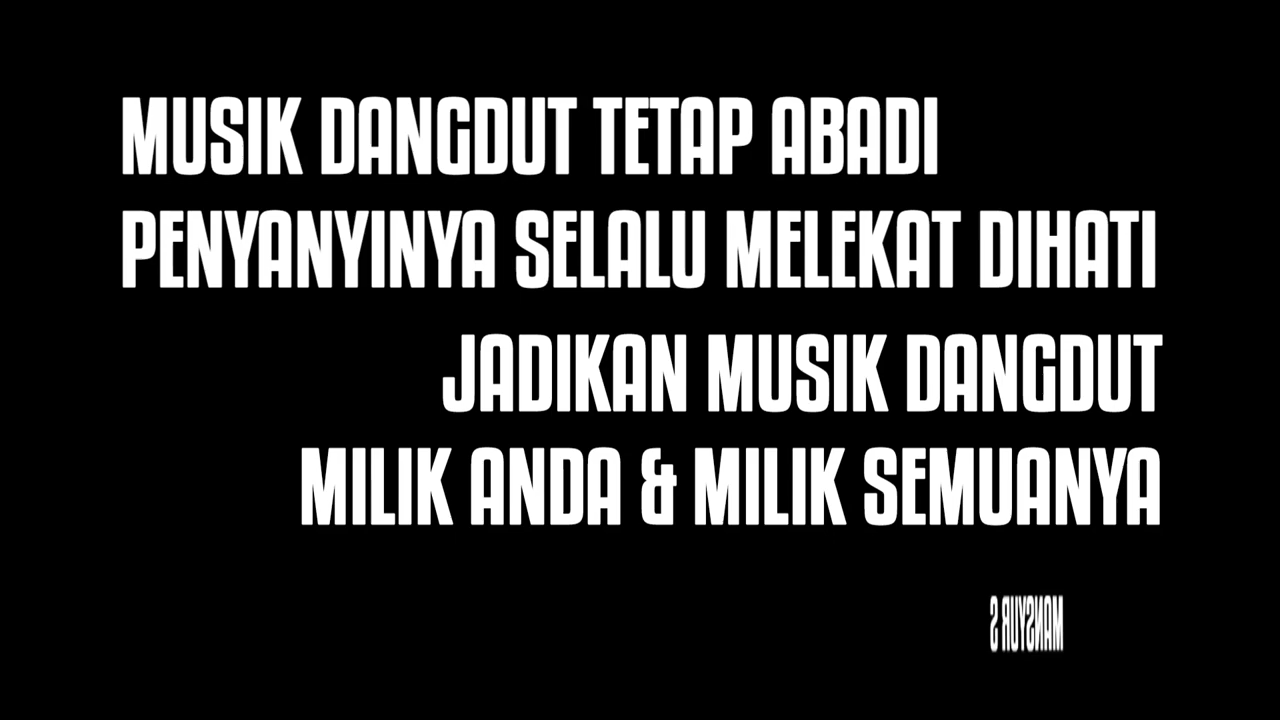 MUSIK DANGDUT TETAP ABADI
PENYANYINYA SELALU MELEKAT DIHATI
JADIKAN MUSIK DANGDUT
MILIK ANDA & MILIK SEMUANYA
MANSYUR S